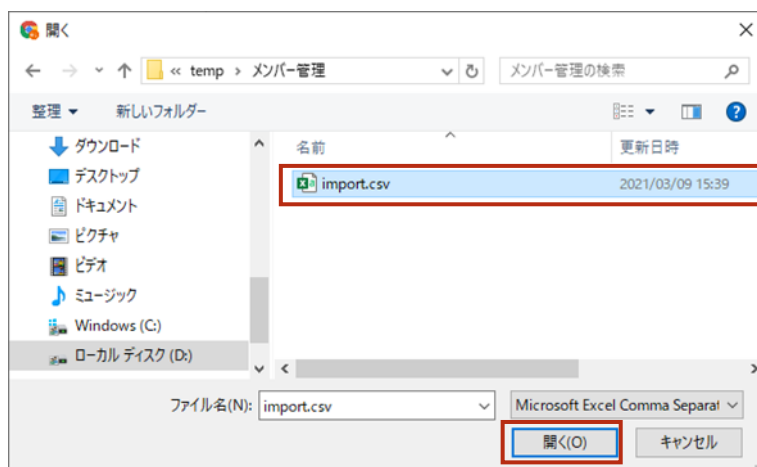 開く
« temp › メンバー管理
メンバー管理の検索
整理
新しいフォルダー
名前
更新日時
ダウンロード
デスクトップ
ドキュメント
ピクチャ
ビデオ
ミュージック
Windows (C:)
ローカル ディスク (D:)
import.csv
2021/03/09 15:39
ファイル名(N):
import.csv
Microsoft Excel Comma Separat
開く(O)
キャンセル